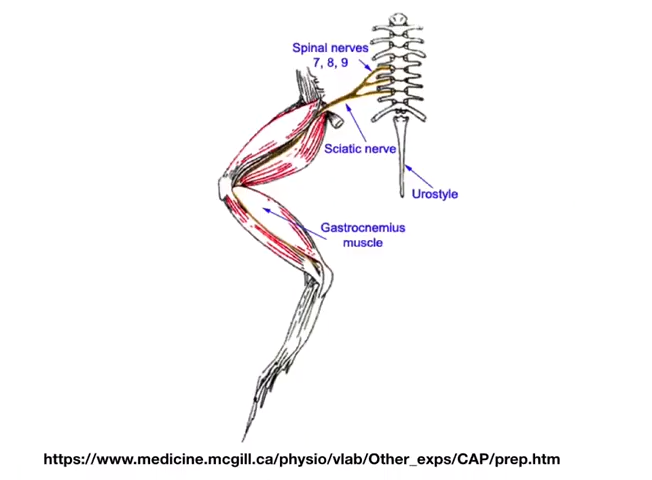 Spinal nerves
7, 8, 9
Sciatic nerve
Urostyle
Gastrocnemius
muscle
https://www.medicine.mcgill.ca/physio/vlab/Other_exps/CAP/prep.htm